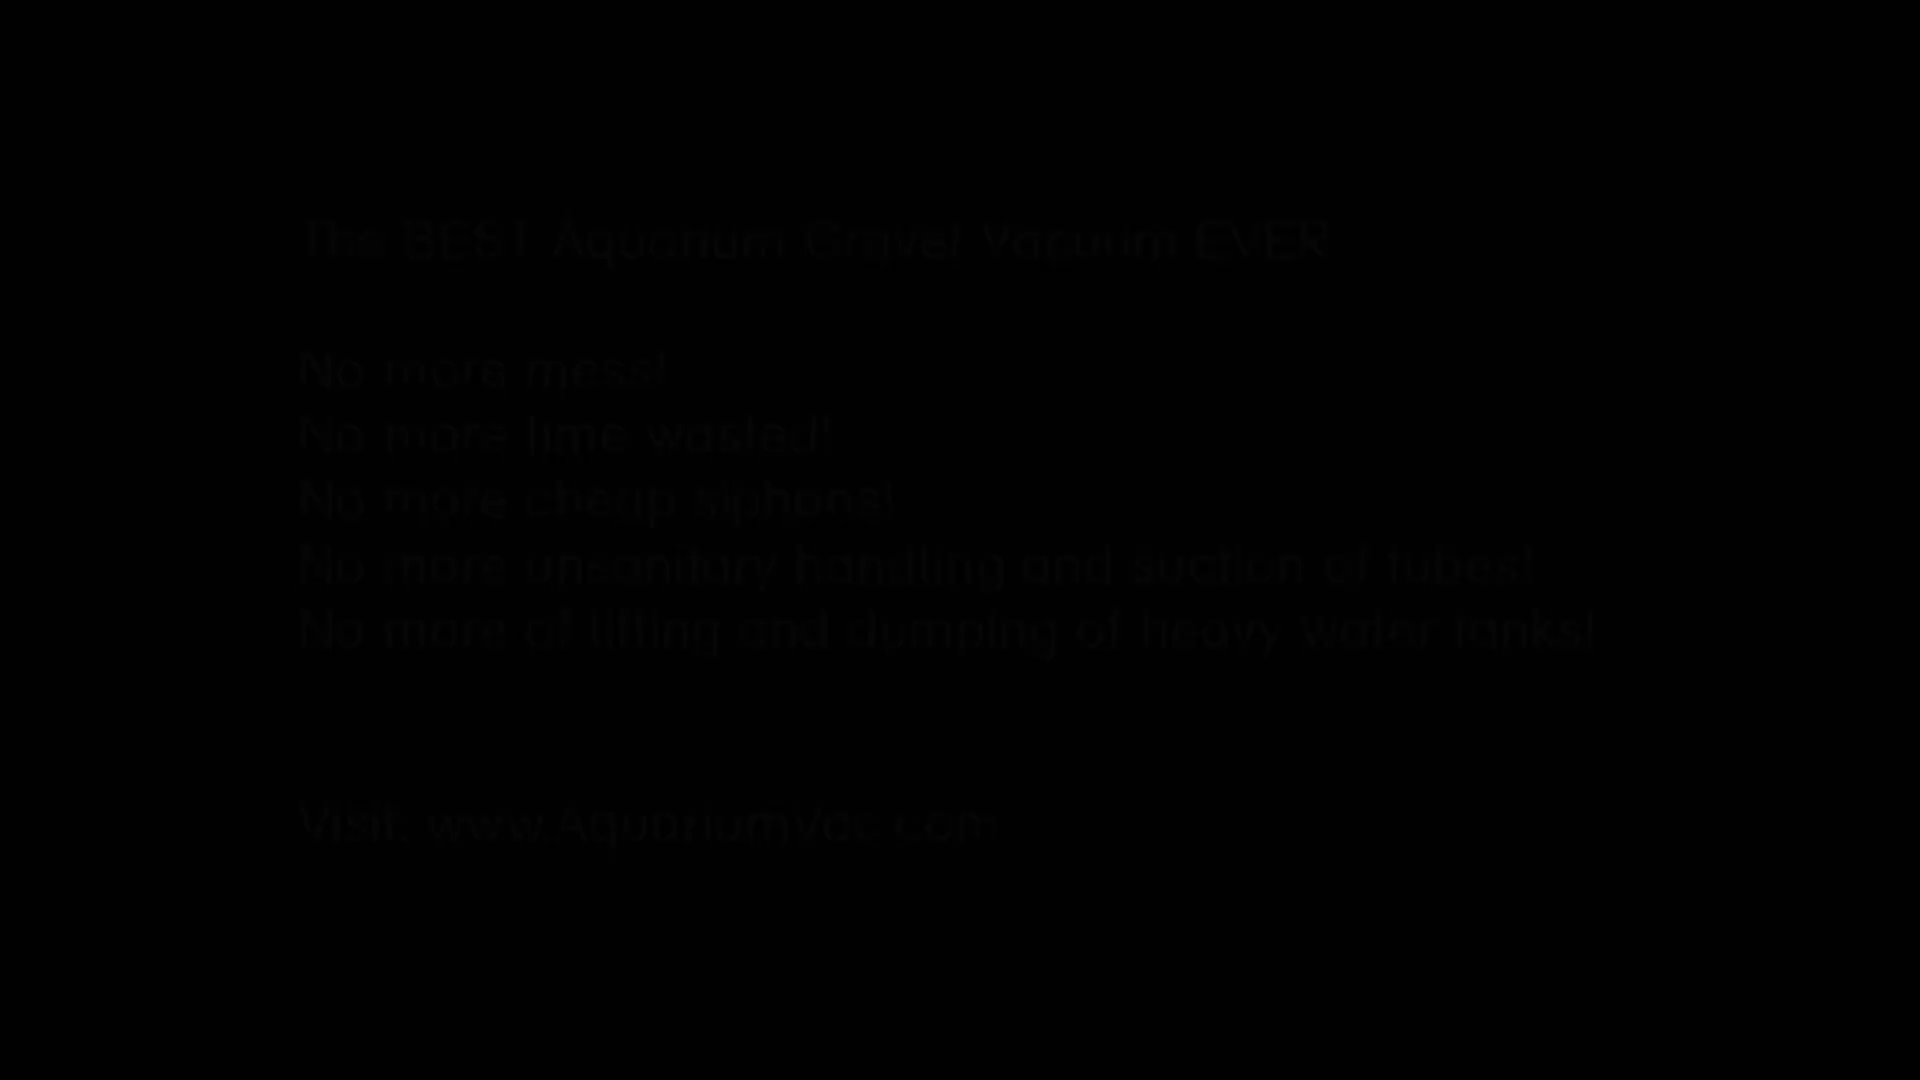 The BEST Aquarium Gravel Vacuum EVER
No more mess!
No more time wasted!
No more cheap siphons!
No more unsanitary handling and suction of tubes!
No more of lifting and dumping of heavy water tanks!
Visit: www.AquariumVac.com